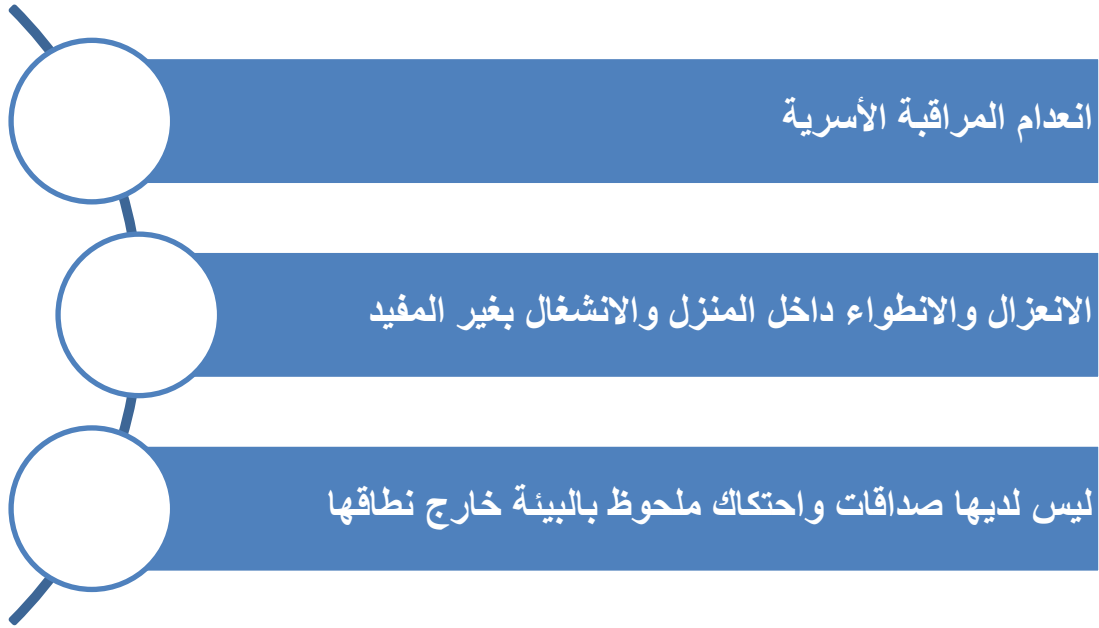 انعدام المراقبة الأسرية
الانعزال والانطواء داخل المنزل والانشغال بغير المفيد
ليس لديها صداقات واحتكاك ملحوظ بالبيئة خارج نطاقها